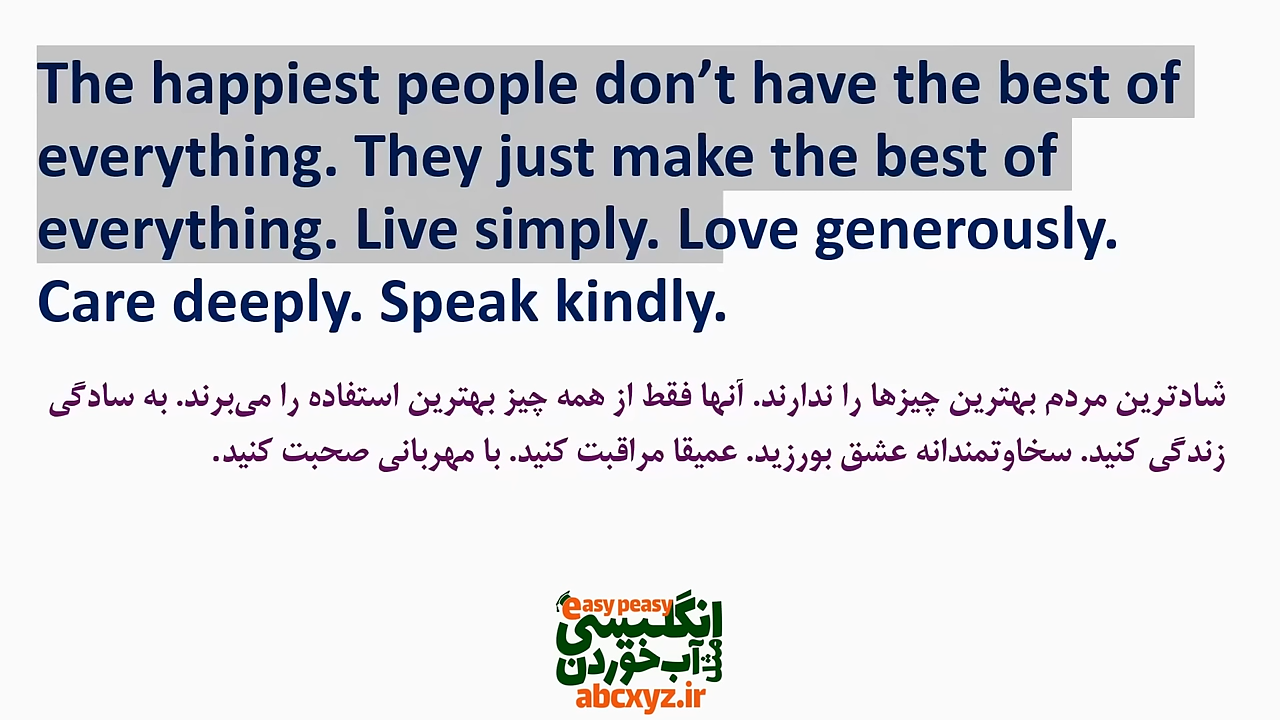 The happiest people don’t have the best of
everything. They just make the best of
everything. Live simply. Love generously.
Care deeply. Speak kindly.
شادترین مردم بهترین چیزها را ندارند. آنها فقط از همه چیز بهترین استفاده را می‌برند. به سادگی
زندگی کنید. سخاوتمندانه عشق بورزید. عمیقا مراقبت کنید. با مهربانی صحبت کنید.
easy peasy
انگلیسی
مثل آب خوردن
abcxyz.ir